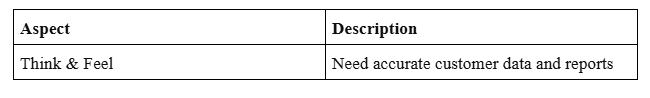 Aspect Description
Think & Feel Need accurate customer data and reports